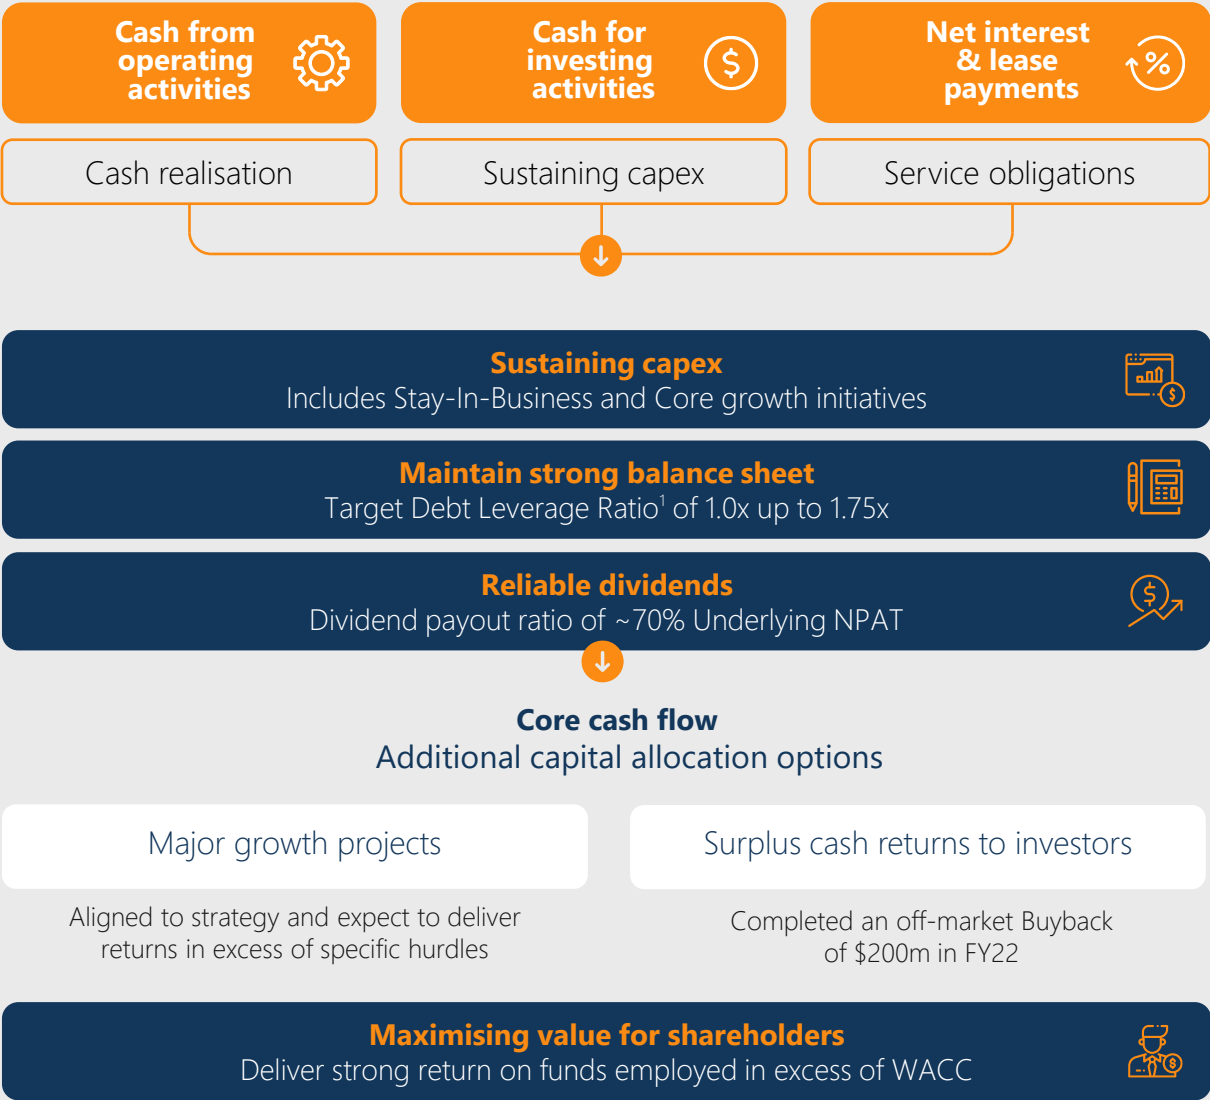 Cash from
operating
activities
Cash for
investing
activities
$
Net interest
& lease
payments
%
Cash realisation
Sustaining capex
Service obligations
Sustaining capex
Includes Stay-In-Business and Core growth initiatives
$
Maintain strong balance sheet
Target Debt Leverage Ratio¹ of 1.0x up to 1.75x
Reliable dividends
Dividend payout ratio of ~70% Underlying NPAT
$
Core cash flow
Additional capital allocation options
Major growth projects
Surplus cash returns to investors
Aligned to strategy and expect to deliver
returns in excess of specific hurdles
Completed an off-market Buyback
of $200m in FY22
Maximising value for shareholders
Deliver strong return on funds employed in excess of WACC
$